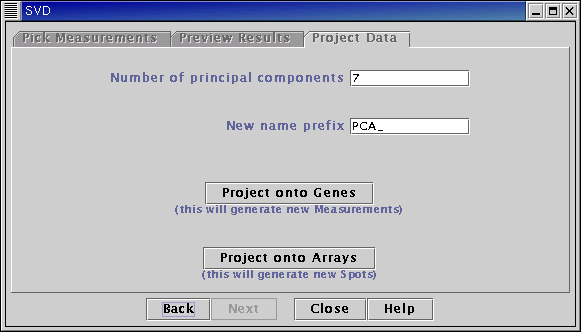 SVD
Pick Measurements Preview Results Project Data
Number of principal components 7
New name prefix PCA_
Project onto Genes
(this will generate new Measurements)
Project onto Arrays
(this will generate new Spots)
Back Next Close Help